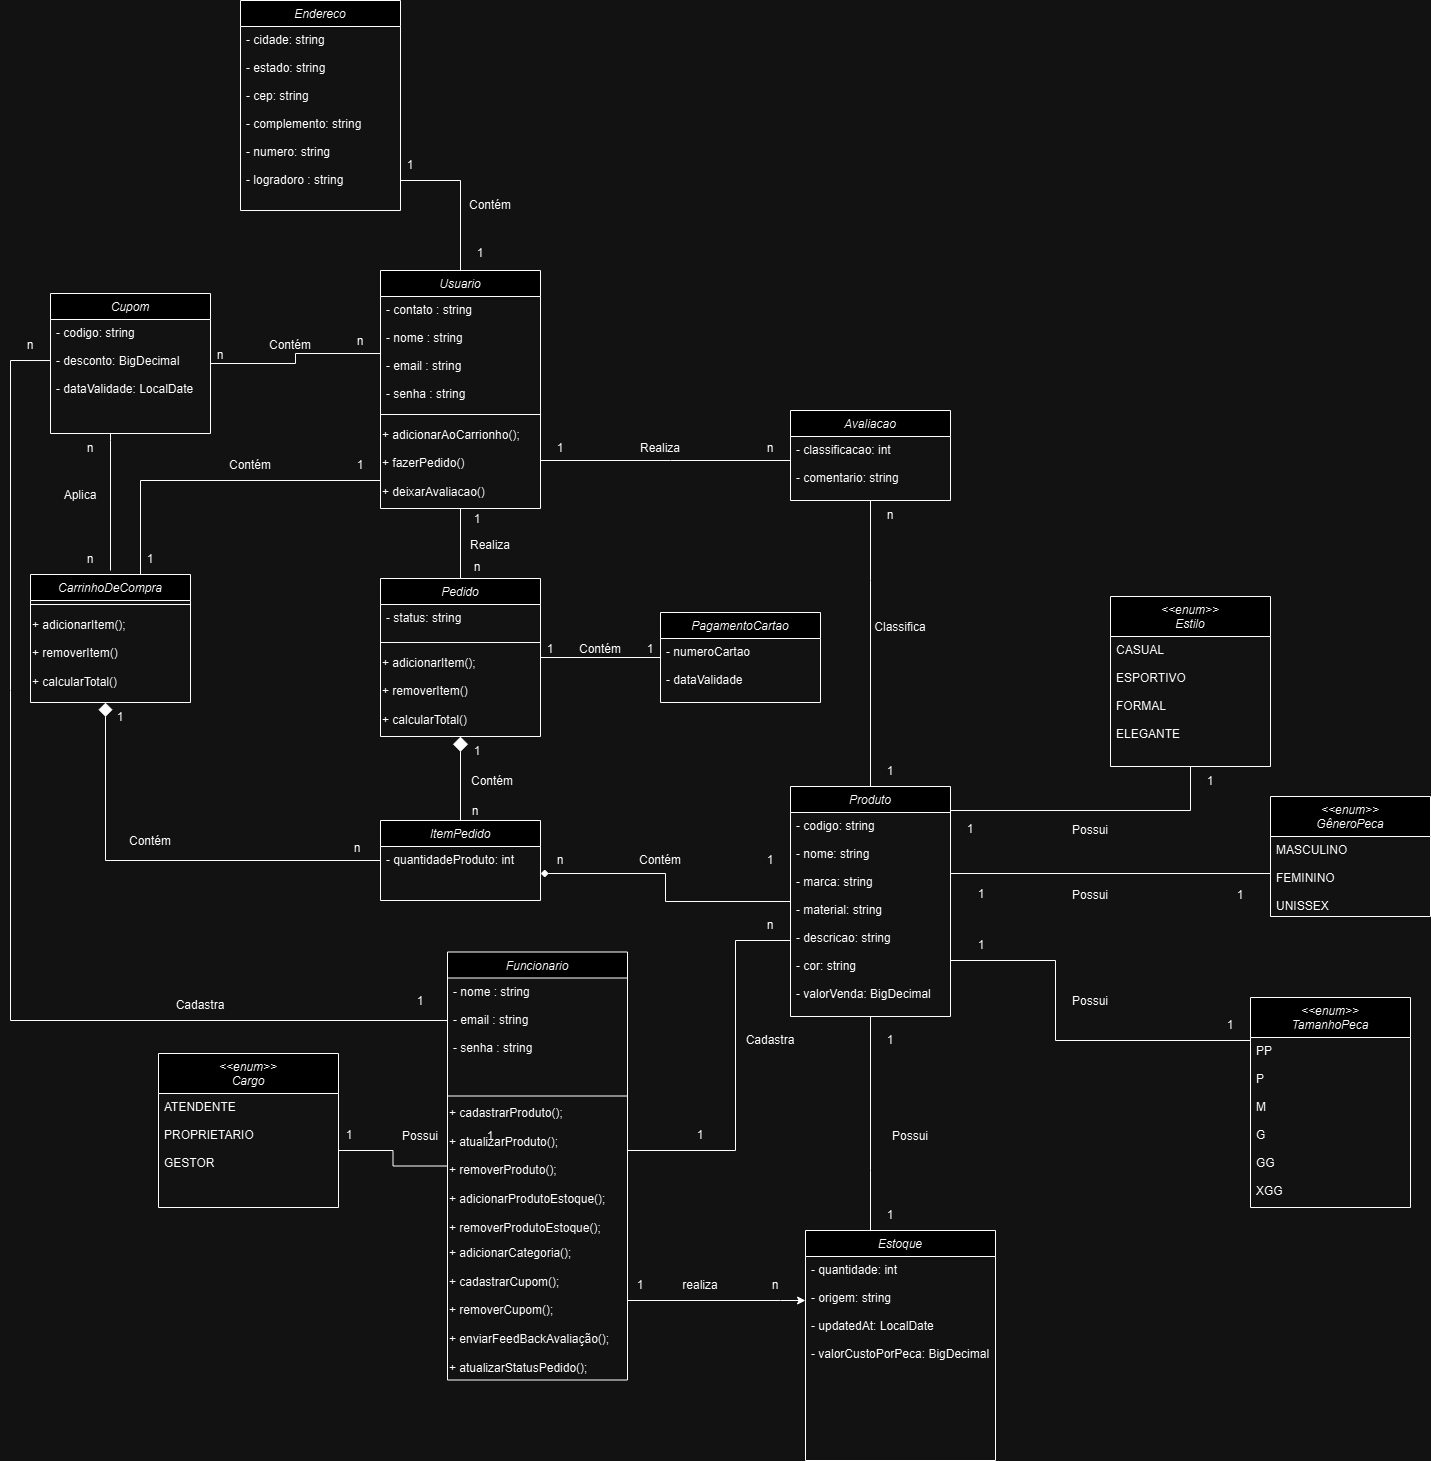 Endereco
- cidade: string
- estado: string
- cep: string
- complemento: string
- numero: string
- logradoro : string
1
Contém
1
Usuario
- contato : string
- nome : string
- email : string
- senha : string
+ adicionarAoCarrionho();
+ fazerPedido()
+ deixarAvaliacao()
Cupom
- codigo: string
- desconto: BigDecimal
- dataValidade: LocalDate
n
n
Contém
n
n
Aplica
n
Contém
1
1
CarrinhoDeCompra
+ adicionarItem();
+ removerItem()
+ calcularTotal()
1
Contém
n
1
Realiza
n
Avaliacao
- classificacao: int
- comentario: string
n
Classifica
1
1
Realiza
n
Pedido
- status: string
+ adicionarItem();
+ removerItem()
+ calcularTotal()
1
Contém
1
PagamentoCartao
- numeroCartao
- dataValidade
1
Contém
n
ItemPedido
- quantidadeProduto: int
n
Contém
1
<<enum>>
Estilo
CASUAL
ESPORTIVO
FORMAL
ELEGANTE
1
Produto
- codigo: string
- nome: string
- marca: string
- material: string
- descricao: string
- cor: string
- valorVenda: BigDecimal
1
Possui
<<enum>>
GêneroPeca
MASCULINO
FEMININO
UNISSEX
1
Possui
1
1
Possui
1
<<enum>>
TamanhoPeca
PP
P
M
G
GG
XGG
n
Cadastra
1
Cadastra
1
Funcionario
- nome : string
- email : string
- senha : string
+ cadastrarProduto();
+ atualizarProduto();
+ removerProduto();
+ adicionarProdutoEstoque();
+ removerProdutoEstoque();
+ adicionarCategoria();
+ cadastrarCupom();
+ removerCupom();
+ enviarFeedBackAvaliação();
+ atualizarStatusPedido();
<<enum>>
Cargo
ATENDENTE
PROPRIETARIO
GESTOR
1
Possui
1
1
Possui
1
1
realiza
n
Estoque
- quantidade: int
- origem: string
- updatedAt: LocalDate
- valorCustoPorPeca: BigDecimal